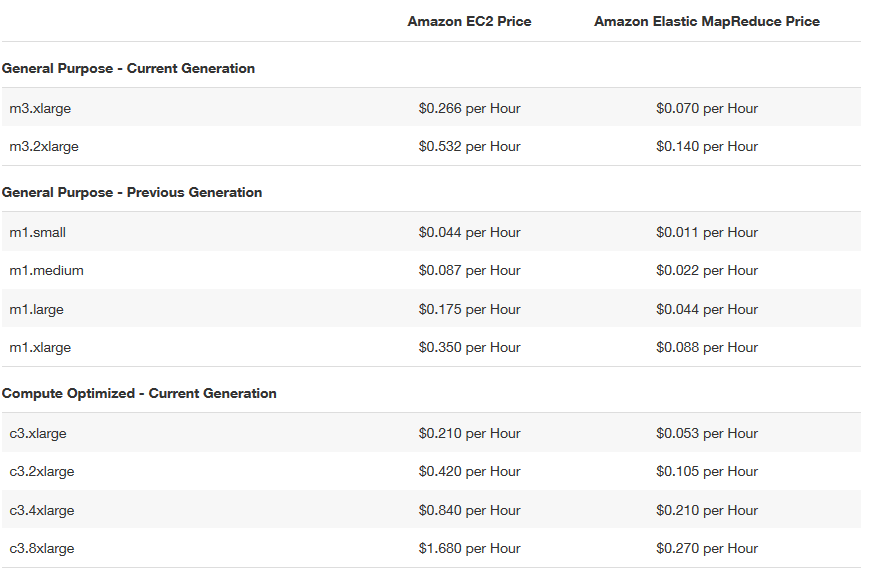 Amazon EC2 Price Amazon Elastic MapReduce Price
General Purpose - Current Generation
m3.xlarge $0.266 per Hour $0.070 per Hour
m3.2xlarge $0.532 per Hour $0.140 per Hour
General Purpose - Previous Generation
m1.small $0.044 per Hour $0.011 per Hour
m1.medium $0.087 per Hour $0.022 per Hour
m1.large $0.175 per Hour $0.044 per Hour
m1.xlarge $0.350 per Hour $0.088 per Hour
Compute Optimized - Current Generation
c3.xlarge $0.210 per Hour $0.053 per Hour
c3.2xlarge $0.420 per Hour $0.105 per Hour
c3.4xlarge $0.840 per Hour $0.210 per Hour
c3.8xlarge $1.680 per Hour $0.270 per Hour